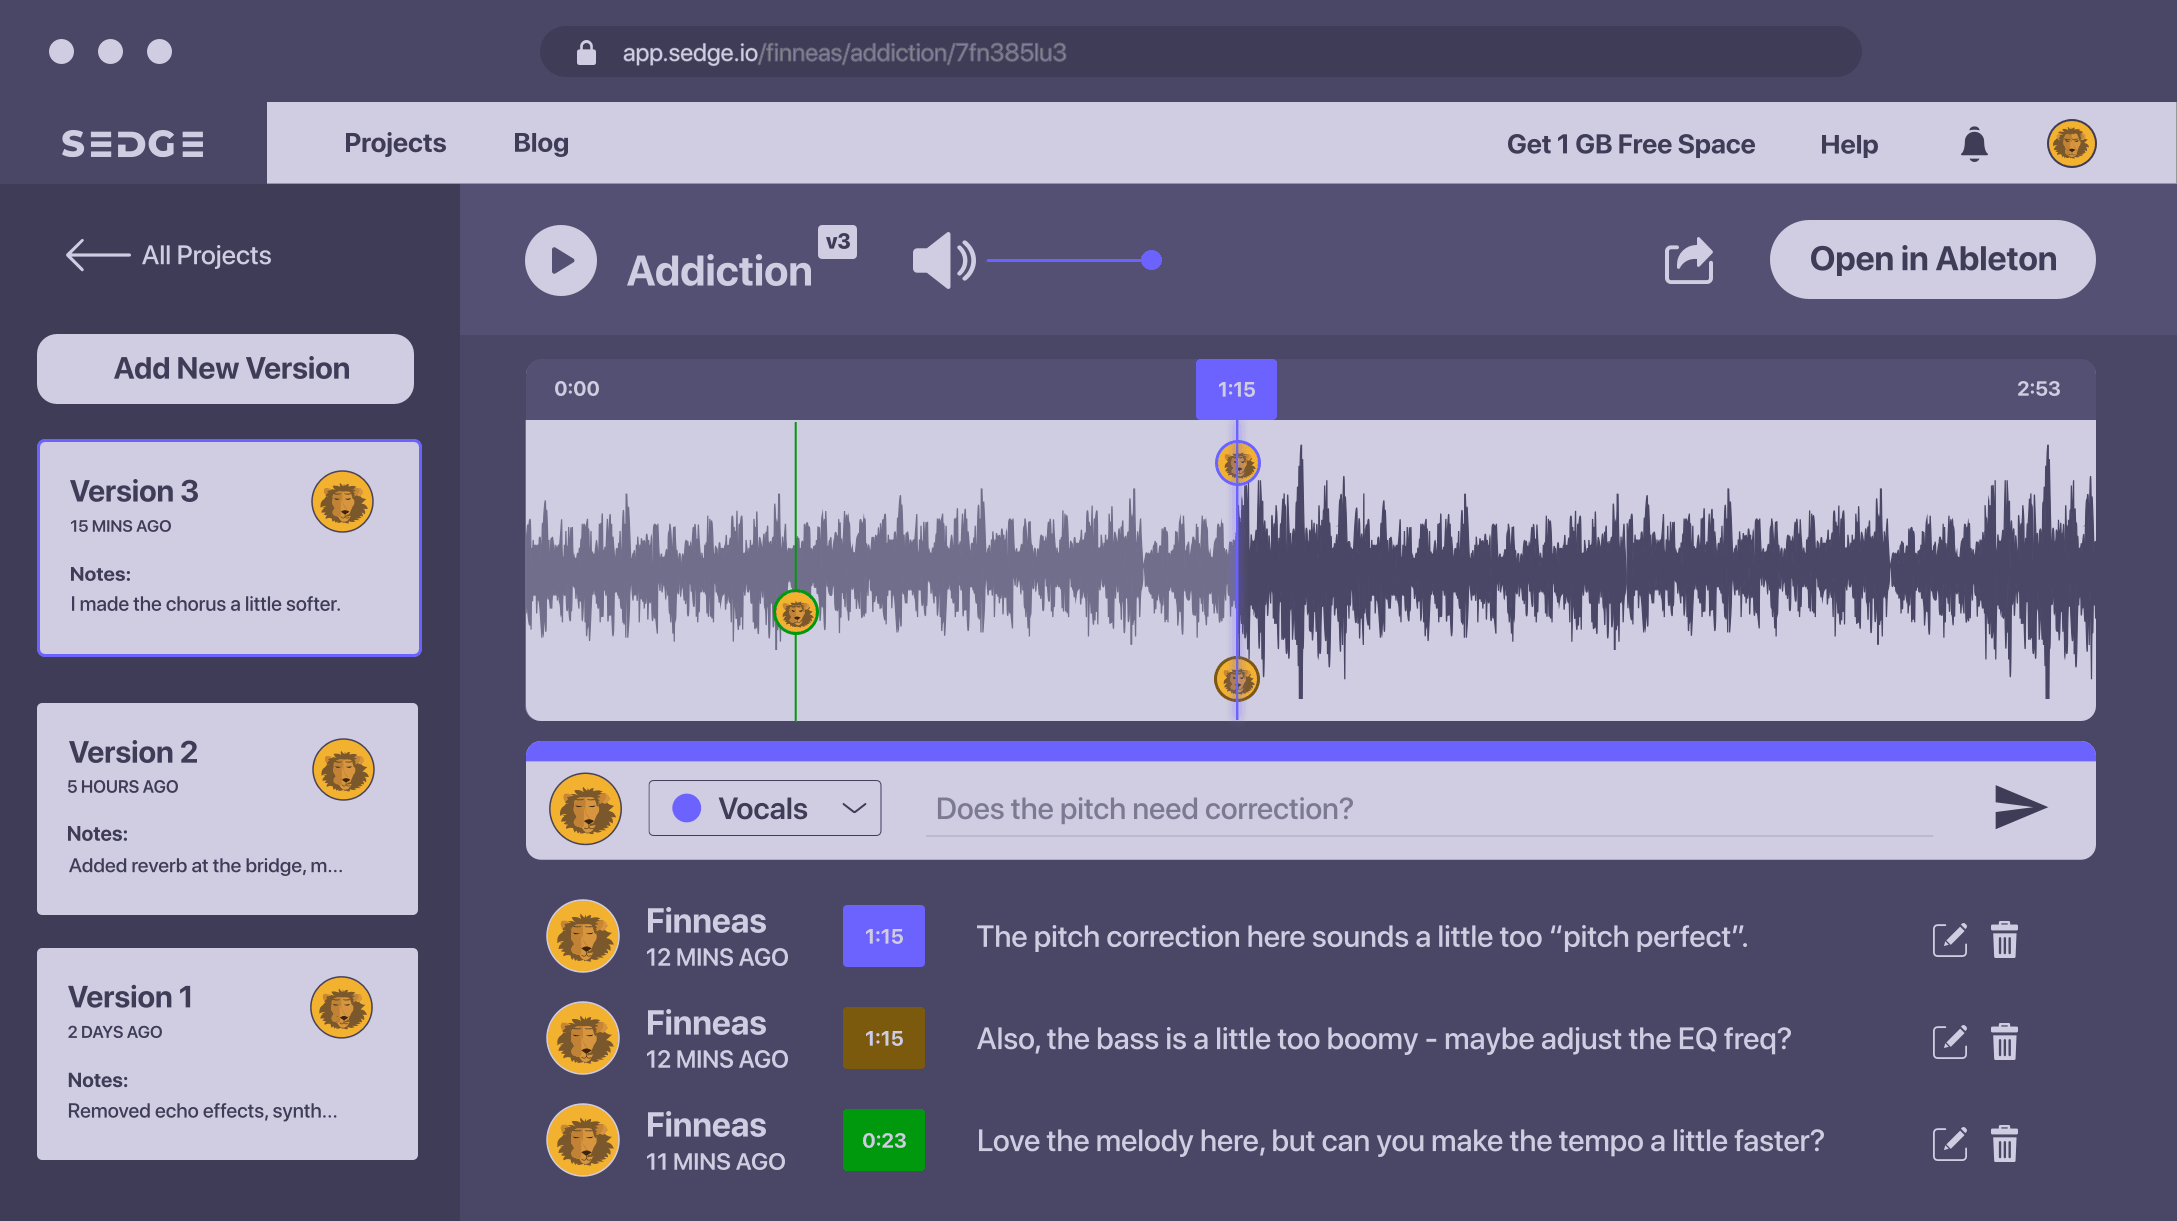 app.sedge.io/finneas/addiction/7fn385lu3
SEDGE
Projects
Blog
Get 1 GB Free Space
Help
All Projects
Add New Version
Version 3
15 MINS AGO
Notes:
I made the chorus a little softer.
Version 2
5 HOURS AGO
Notes:
Added reverb at the bridge, m...
Version 1
2 DAYS AGO
Notes:
Removed echo effects, synth...
Addiction
v3
Open in Ableton
0:00
1:15
2:53
Vocals
Does the pitch need correction?
Finneas
12 MINS AGO
1:15
The pitch correction here sounds a little too “pitch perfect”.
Finneas
12 MINS AGO
1:15
Also, the bass is a little too boomy - maybe adjust the EQ freq?
Finneas
11 MINS AGO
0:23
Love the melody here, but can you make the tempo a little faster?